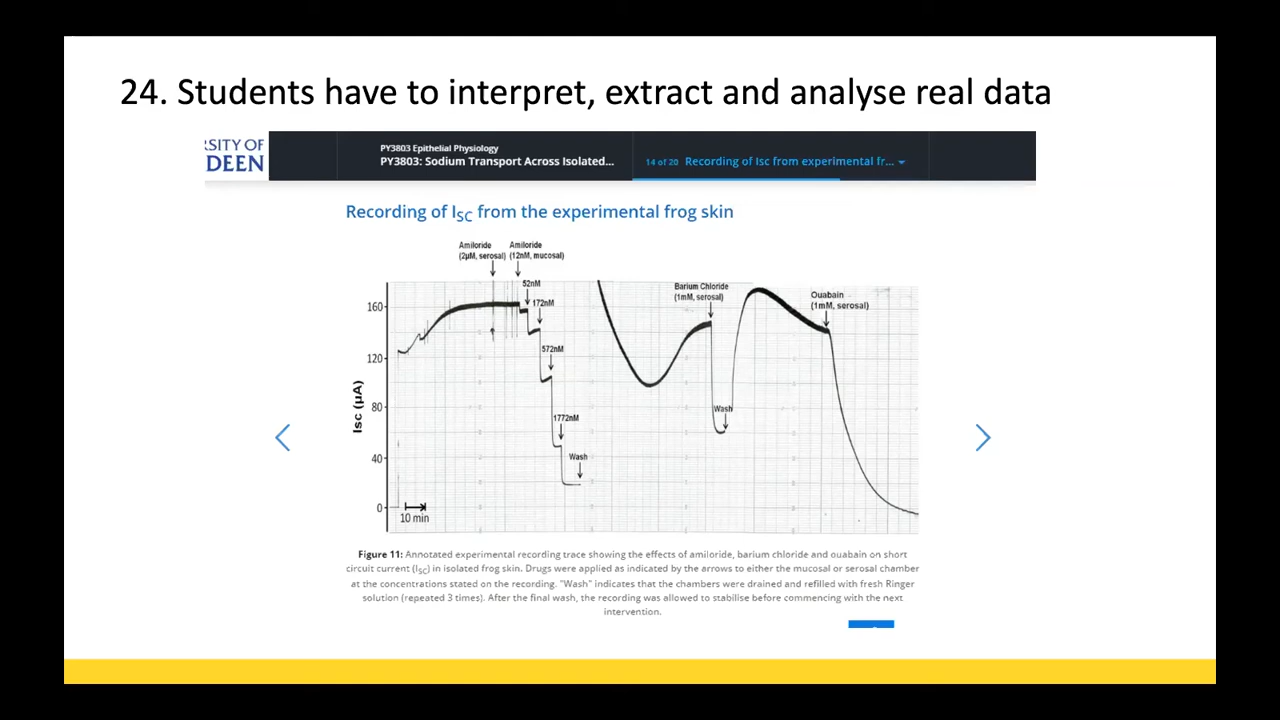 24. Students have to interpret, extract and analyse real data
RSITY OF
DEEN
PY3803 Epithelial Physiology
PY3803: Sodium Transport Across Isolated...
14 of 20 Recording of Isc from experimental fr...
Recording of ISC from the experimental frog skin
Amiloride
(2µM, serosal)
Amiloride
(12nM, mucosal)
52nM
172nM
572nM
1772nM
Wash
Barium Chloride
(1mM, serosal)
Wash
Ouabain
(1mM, serosal)
Isc (µA)
160
120
80
40
0
10 min
Figure 11: Annotated experimental recording trace showing the effects of amiloride, barium chloride and ouabain on short
circuit current (ISC) in isolated frog skin. Drugs were applied as indicated by the arrows to either the mucosal or serosal chamber
at the concentrations stated on the recording. "Wash" indicates that the chambers were drained and refilled with fresh Ringer
solution (repeated 3 times). After the final wash, the recording was allowed to stabilise before commencing with the next
intervention.